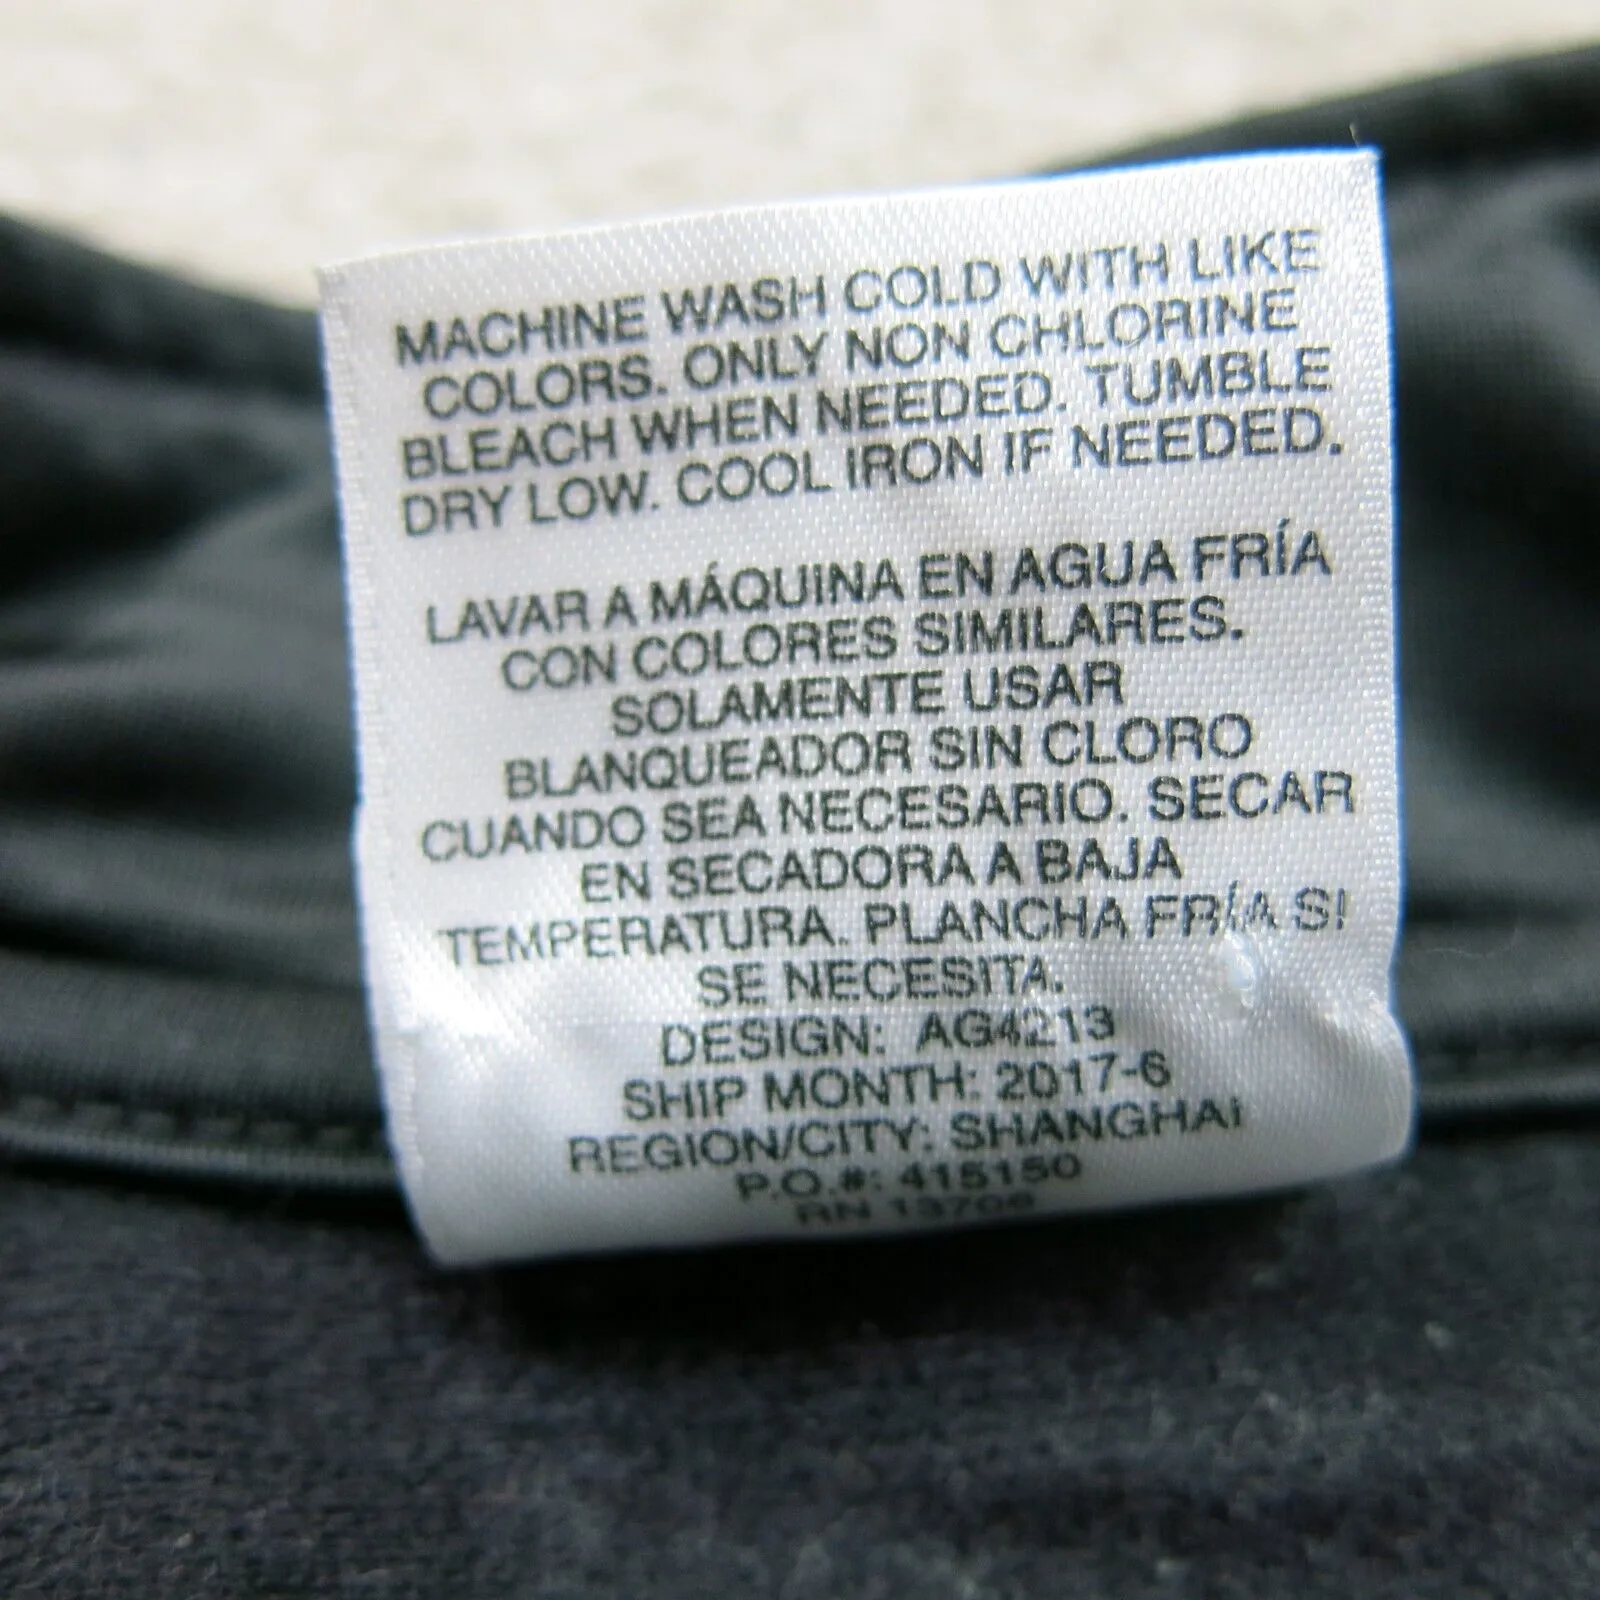 MACHINE WASH COLD WITH LIKE
COLORS. ONLY NON CHLORINE
BLEACH WHEN NEEDED. TUMBLE
DRY LOW. COOL IRON IF NEEDED.
LAVAR A MÁQUINA EN AGUA FRÍA
CON COLORES SIMILARES.
SOLAMENTE USAR
BLANQUEADOR SIN CLORO
CUANDO SEA NECESARIO. SECAR
EN SECADORA A BAJA
TEMPERATURA. PLANCHA FRÍA SI
SE NECESITA.
DESIGN: AG4213
SHIP MONTH: 2017-6
REGION/CITY: SHANGHAI
P.O.#: 415150
RN 13706